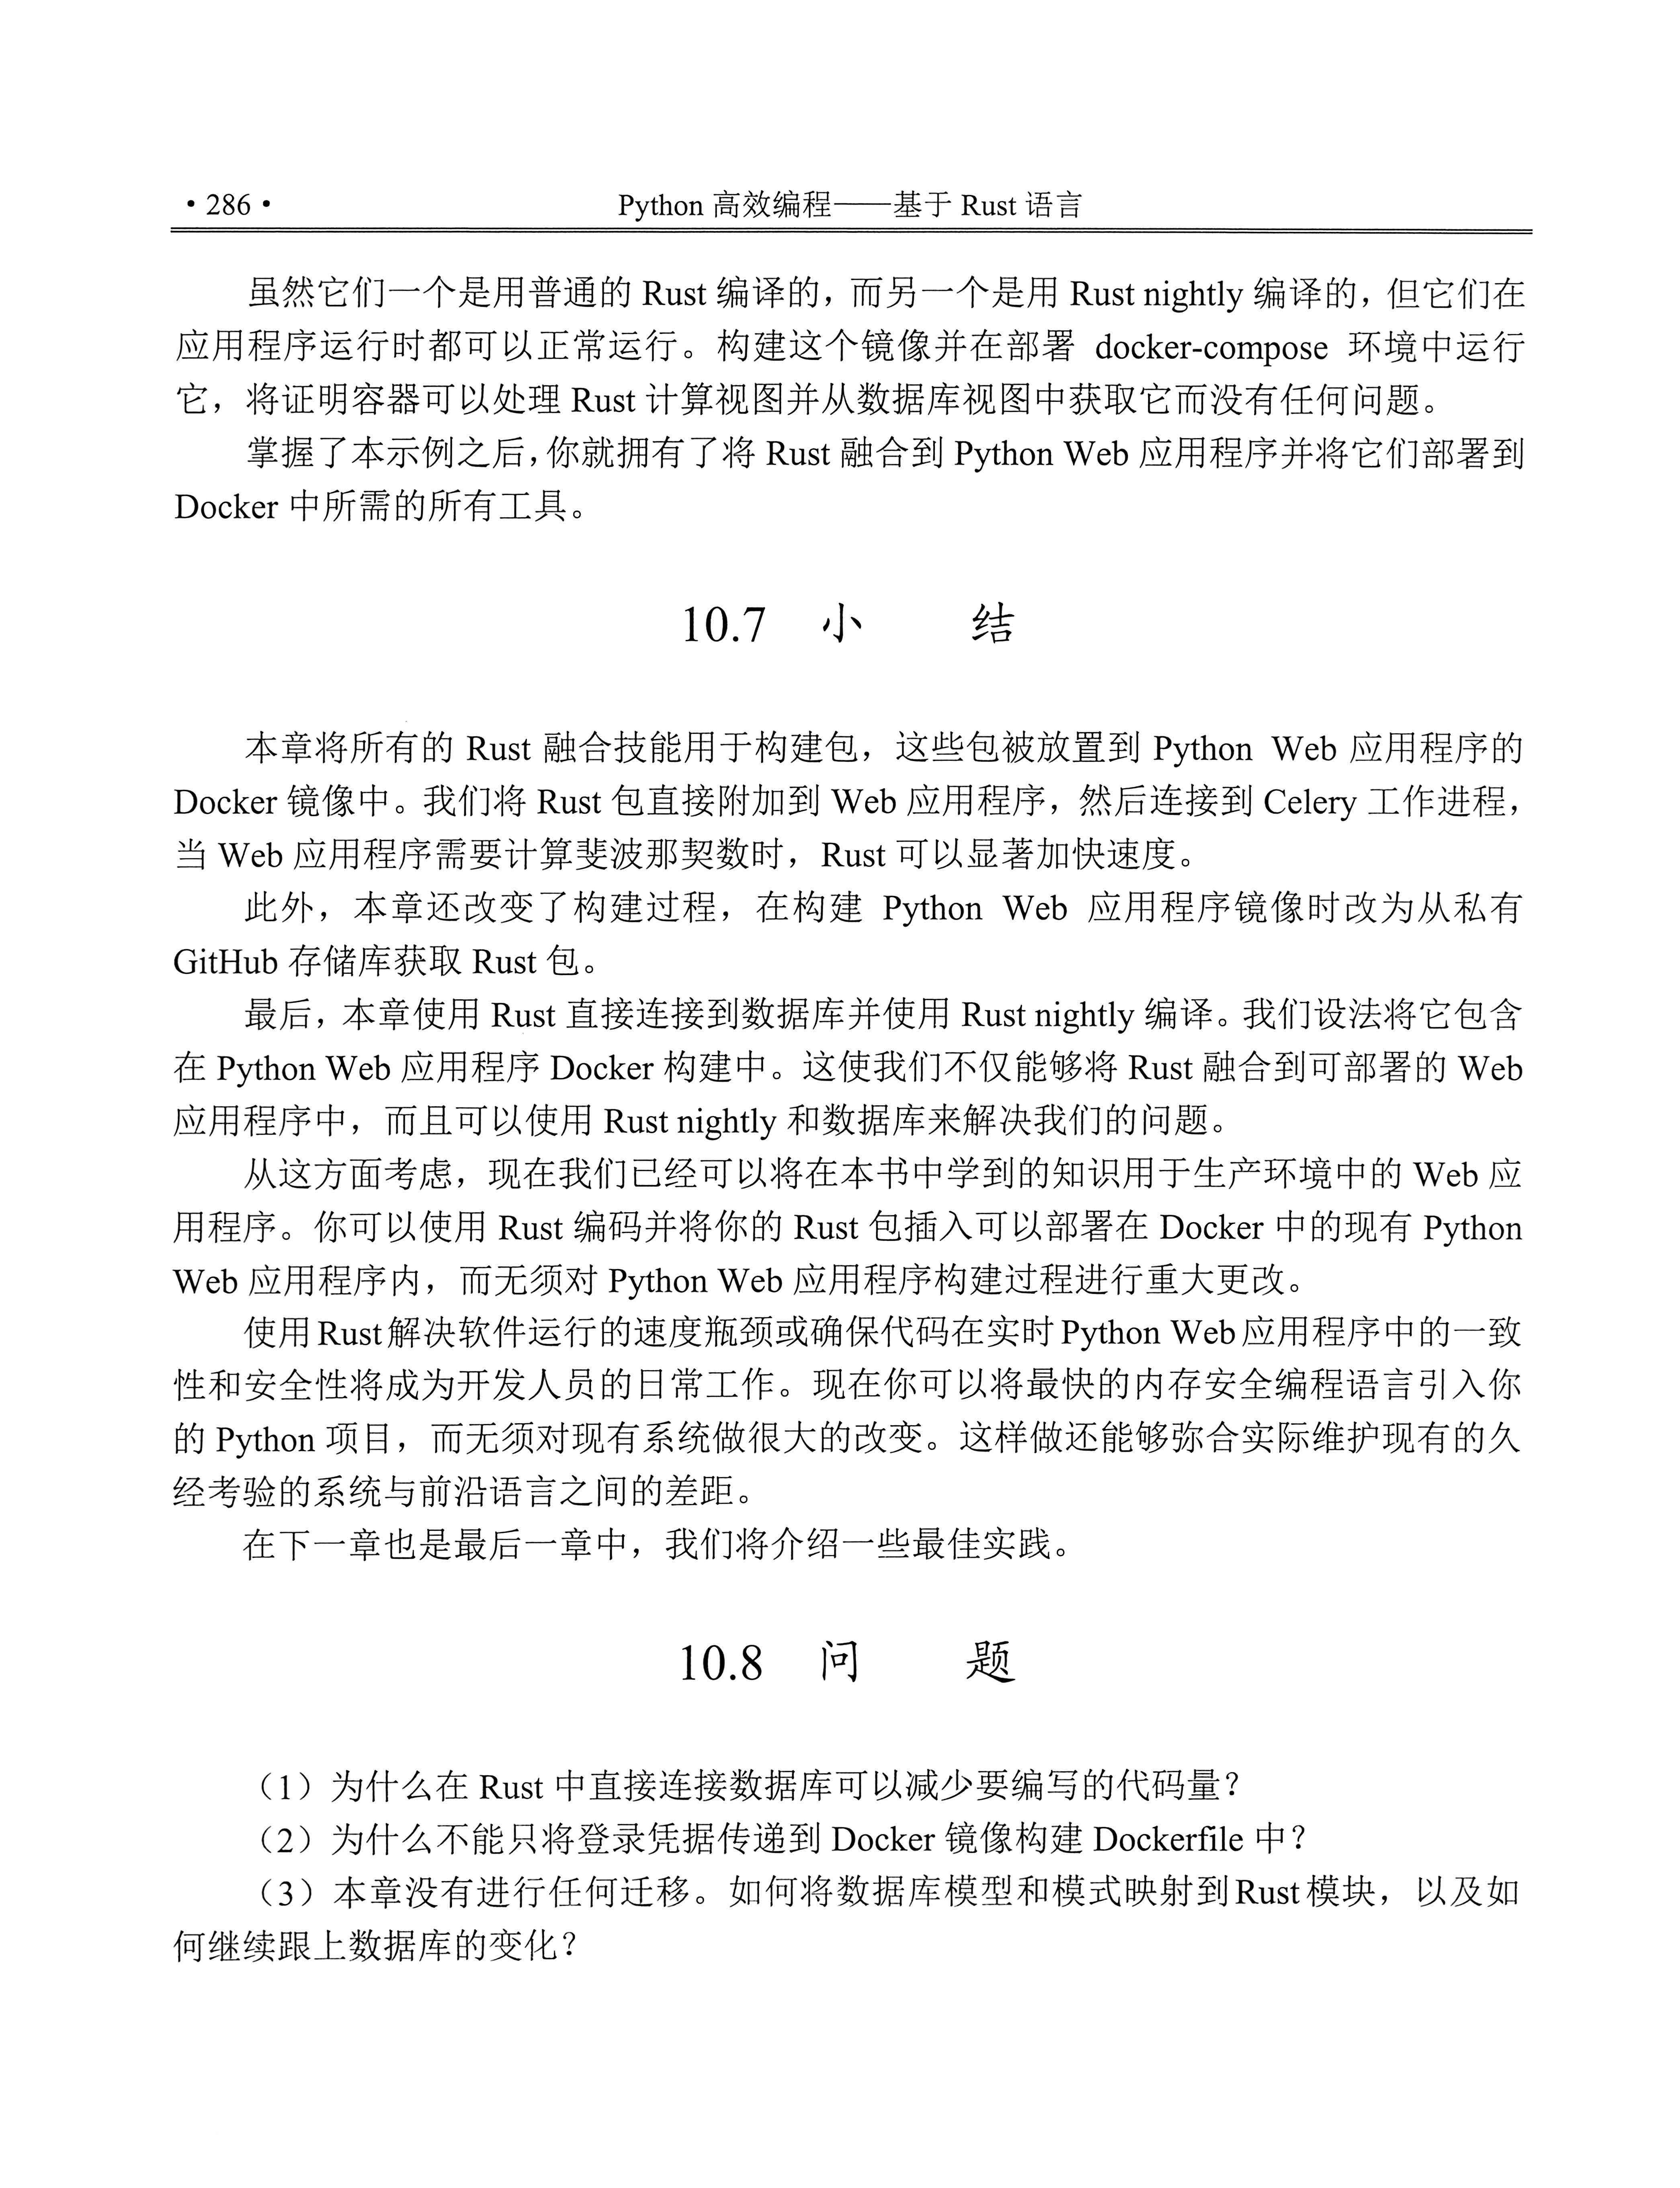 • 286 •
Python 高效编程——基于 Rust 语言
虽然它们一个是用普通的 Rust 编译的，而另一个是用 Rust nightly 编译的，但它们在
应用程序运行时都可以正常运行。构建这个镜像并在部署 docker-compose 环境中运行
它，将证明容器可以处理 Rust 计算视图并从数据库视图中获取它而没有任何问题。
掌握了本示例之后，你就拥有了将 Rust 融合到 Python Web 应用程序并将它们部署到
Docker 中所需的所有工具。
10.7 小 结
本章将所有的 Rust 融合技能用于构建包，这些包被放置到 Python Web 应用程序的
Docker 镜像中。我们将 Rust 包直接附加到 Web 应用程序，然后连接到 Celery 工作进程，
当 Web 应用程序需要计算斐波那契数时，Rust 可以显著加快速度。
此外，本章还改变了构建过程，在构建 Python Web 应用程序镜像时改为从私有
GitHub 存储库获取 Rust 包。
最后，本章使用 Rust 直接连接到数据库并使用 Rust nightly 编译。我们设法将它包含
在 Python Web 应用程序 Docker 构建中。这使我们不仅能够将 Rust 融合到可部署的 Web
应用程序中，而且可以使用 Rust nightly 和数据库来解决我们的问题。
从这方面考虑，现在我们已经可以将在本书中学到的知识用于生产环境中的 Web 应
用程序。你可以使用 Rust 编码并将你的 Rust 包插入可以部署在 Docker 中的现有 Python
Web 应用程序内，而无须对 Python Web 应用程序构建过程进行重大更改。
使用 Rust 解决软件运行的速度瓶颈或确保代码在实时 Python Web 应用程序中的一致
性和安全性将成为开发人员的日常工作。现在你可以将最快的内存安全编程语言引入你
的 Python 项目，而无须对现有系统做很大的改变。这样做还能够弥合实际维护现有的久
经考验的系统与前沿语言之间的差距。
在下一章也是最后一章中，我们将介绍一些最佳实践。
10.8 问 题
（1）为什么在 Rust 中直接连接数据库可以减少要编写的代码量？
（2）为什么不能只将登录凭据传递到 Docker 镜像构建 Dockerfile 中？
（3）本章没有进行任何迁移。如何将数据库模型和模式映射到 Rust 模块，以及如
何继续跟上数据库的变化？